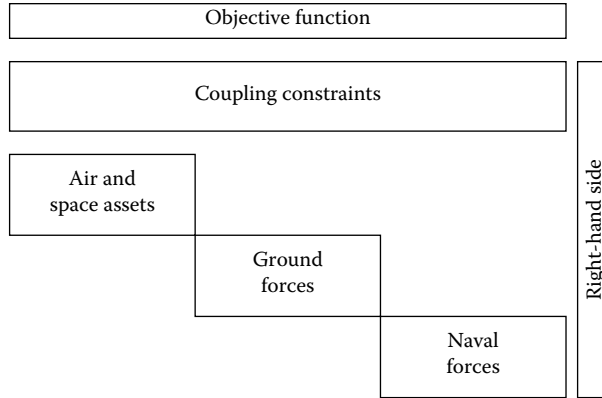 Objective function
Coupling constraints
Air and
space assets
Ground
forces
Naval
forces
Right-hand side